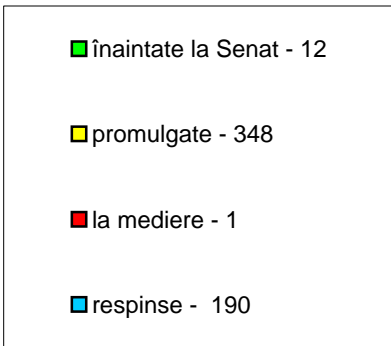 înaintate la Senat - 12
promulgate - 348
la mediere - 1
respinse - 190